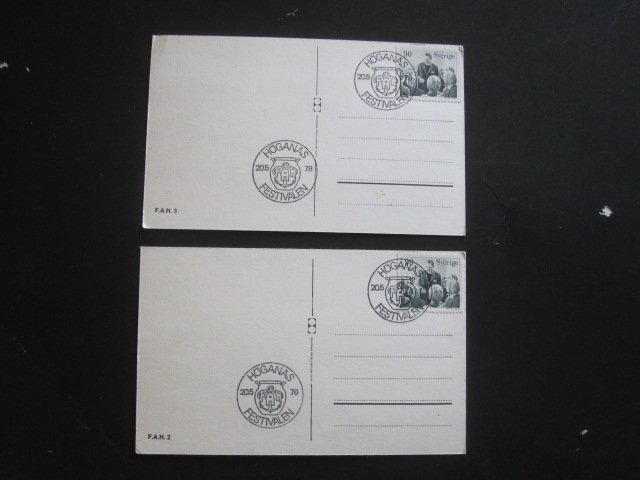 90 Sverige
HÖGANÄS
20.5
FESTIVALEN
HÖGANÄS
20.5 78
FESTIVALEN
F.A.H. 3
Sverige
HÖGANÄS
20.5
FESTIVALEN
HÖGANÄS
20.5 78
FESTIVALEN
F.A.H. 2